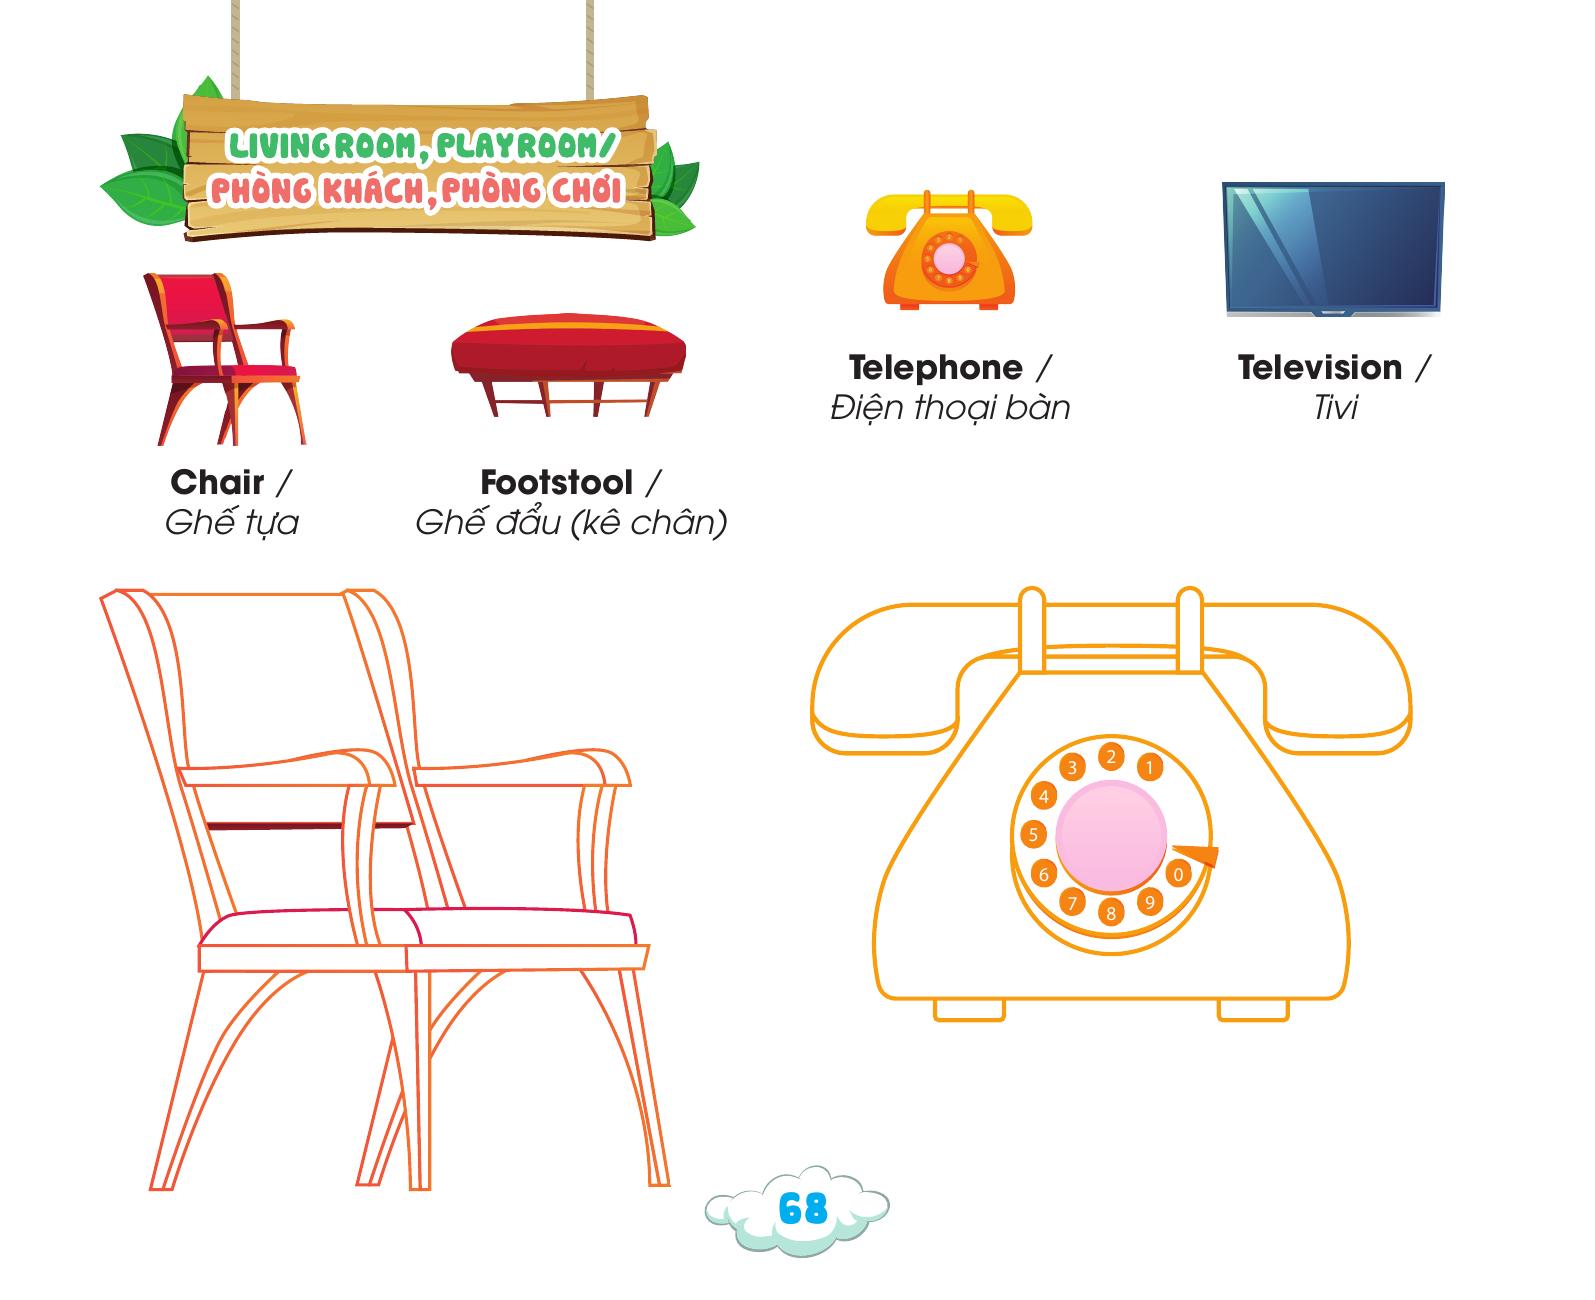 LIVING ROOM, PLAYROOM/
PHÒNG KHÁCH, PHÒNG CHƠI
Telephone /
Điện thoại bàn
Television /
Tivi
Chair /
Ghế tựa
Footstool /
Ghế đẩu (kê chân)
2
3
1
4
5
6
0
7
9
8
68